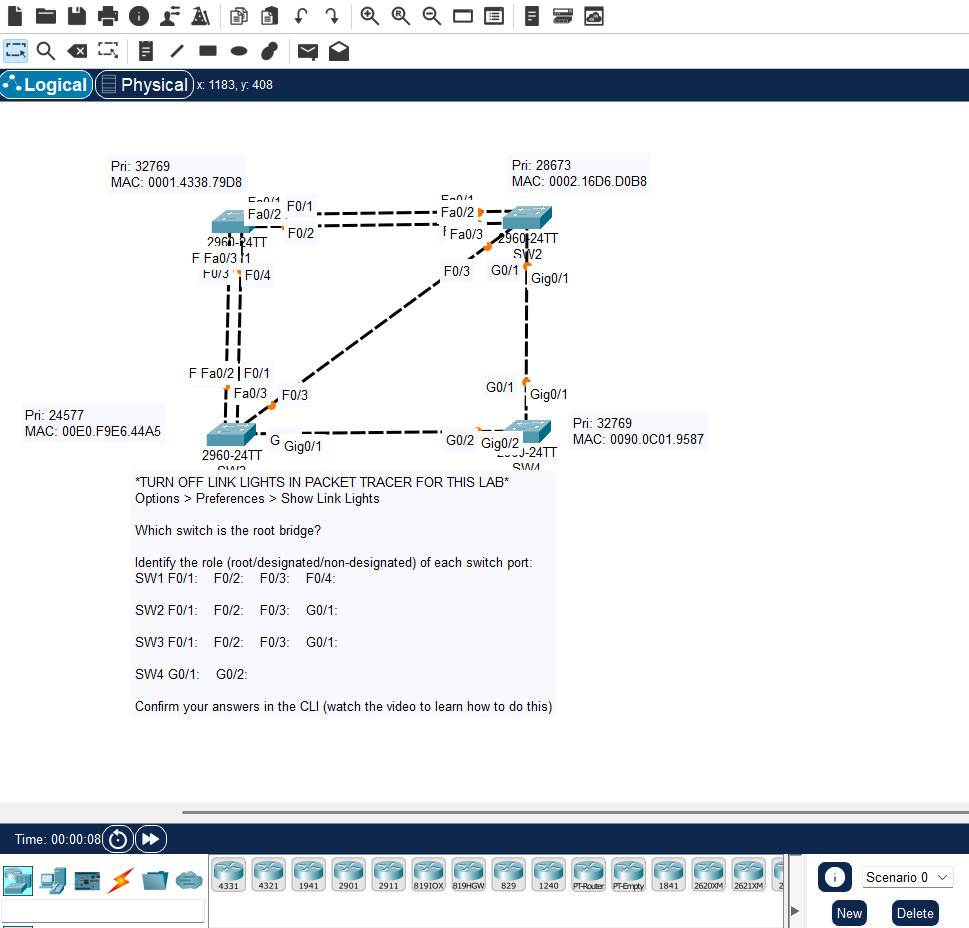 Logical
Physical
x: 1183, y: 408
Pri: 32769
MAC: 0001.4338.79D8
Pri: 28673
MAC: 0002.16D6.D0B8
Fa0/1
F0/1
Fa0/2
F0/2
2960-24TT
F Fa0/3
F0/3
F0/4
Fa0/1
Fa0/2
Fa0/3
2960-24TT
SW2
F0/3
G0/1
Gig0/1
F Fa0/2
F0/1
Fa0/3
F0/3
G0/1
Gig0/1
Pri: 24577
MAC: 00E0.F9E6.44A5
G
Gig0/1
G0/2
Gig0/2
Pri: 32769
MAC: 0090.0C01.9587
2960-24TT
SW3
2960-24TT
SW4
*TURN OFF LINK LIGHTS IN PACKET TRACER FOR THIS LAB*
Options > Preferences > Show Link Lights
Which switch is the root bridge?
Identify the role (root/designated/non-designated) of each switch port:
SW1 F0/1: F0/2: F0/3: F0/4:
SW2 F0/1: F0/2: F0/3: G0/1:
SW3 F0/1: F0/2: F0/3: G0/1:
SW4 G0/1: G0/2:
Confirm your answers in the CLI (watch the video to learn how to do this)
Time: 00:00:08
4331
4321
1941
2901
2911
819IOX
819HGW
829
1240
PT-Router
PT-Empty
1841
2620XM
2621XM
2
Scenario 0
New
Delete